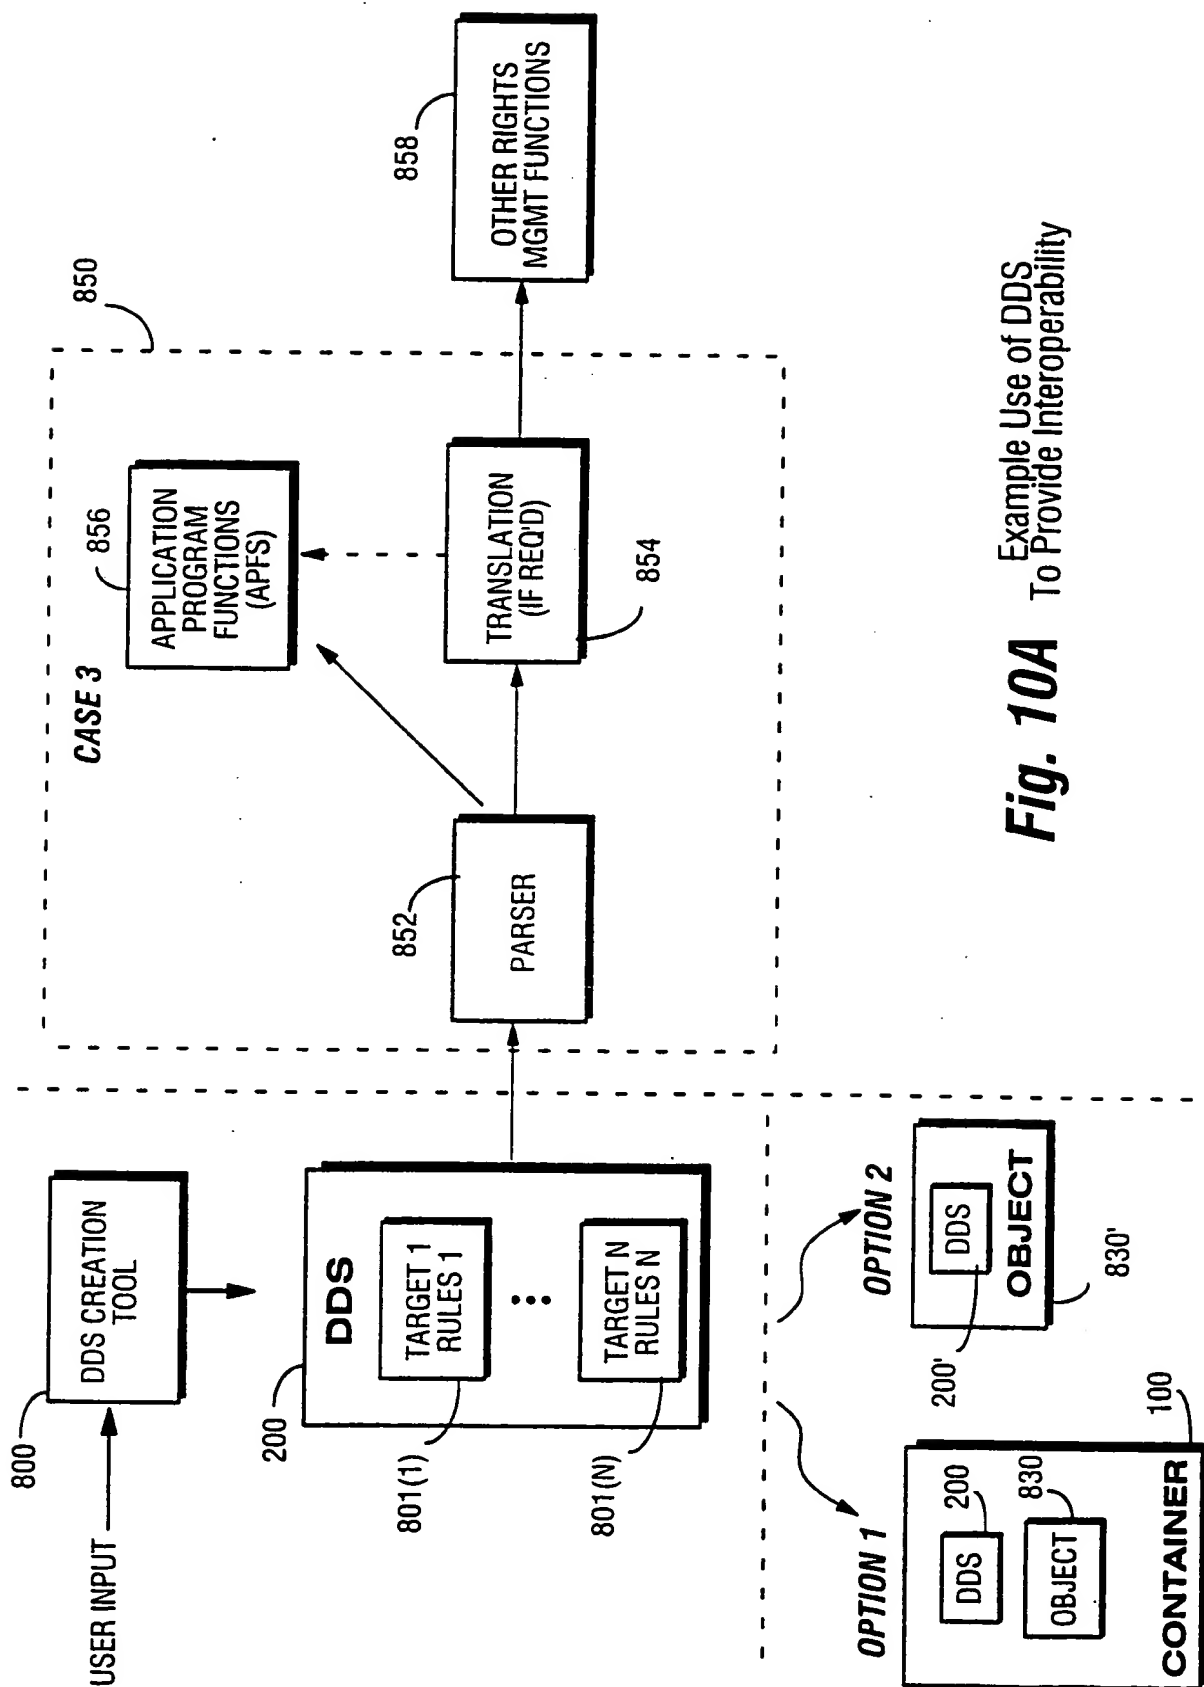 USER INPUT
800
DDS CREATION
TOOL
200
DDS
TARGET 1
RULES 1
801(1)
TARGET N
RULES N
801(N)
OPTION 1
DDS
200
OBJECT
830
CONTAINER
100
OPTION 2
DDS
200'
OBJECT
830'
850
CASE 3
852
PARSER
856
APPLICATION
PROGRAM
FUNCTIONS
(APFS)
TRANSLATION
(IF REQ'D)
854
858
OTHER RIGHTS
MGMT FUNCTIONS
Fig. 10A
Example Use of DDS
To Provide Interoperability